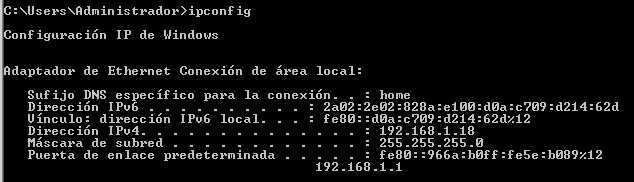 C:\Users\Administrador>ipconfig
Configuración IP de Windows
Adaptador de Ethernet Conexión de área local:
Sufijo DNS específico para la conexión. . : home
Dirección IPv6 . . . . . . . . . . : 2a02:2e02:828a:e100:d0a:c709:d214:62d
Vínculo: dirección IPv6 local. . . : fe80::d0a:c709:d214:62d%12
Dirección IPv4. . . . . . . . . . . . . . : 192.168.1.18
Máscara de subred . . . . . . . . . . . . : 255.255.255.0
Puerta de enlace predeterminada . . . . . : fe80::966a:b0ff:fe5e:b089%12
192.168.1.1